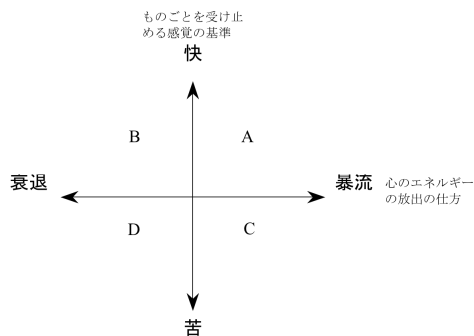 ものごとを受け止
める感覚の基準
快
B
A
衰退
暴流
心のエネルギー
の放出の仕方
D
C
苦